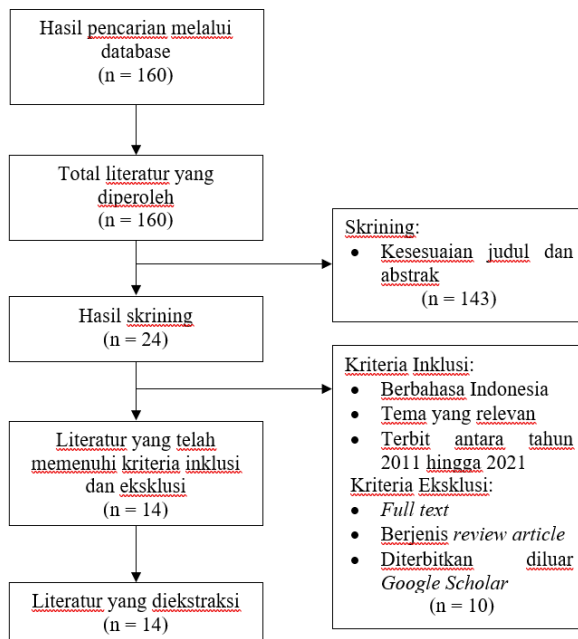 Hasil pencarian melalui
database
(n = 160)
Total literatur yang
diperoleh
(n = 160)
Skrining:
• Kesesuaian judul dan
abstrak
(n = 143)
Hasil skrining
(n = 24)
Kriteria Inklusi:
• Berbahasa Indonesia
• Tema yang relevan
• Terbit antara tahun
2011 hingga 2021
Kriteria Eksklusi:
• Full text
• Berjenis review article
• Diterbitkan diluar
Google Scholar
(n = 10)
Literatur yang telah
memenuhi kriteria inklusi
dan eksklusi
(n = 14)
Literatur yang diekstraksi
(n = 14)